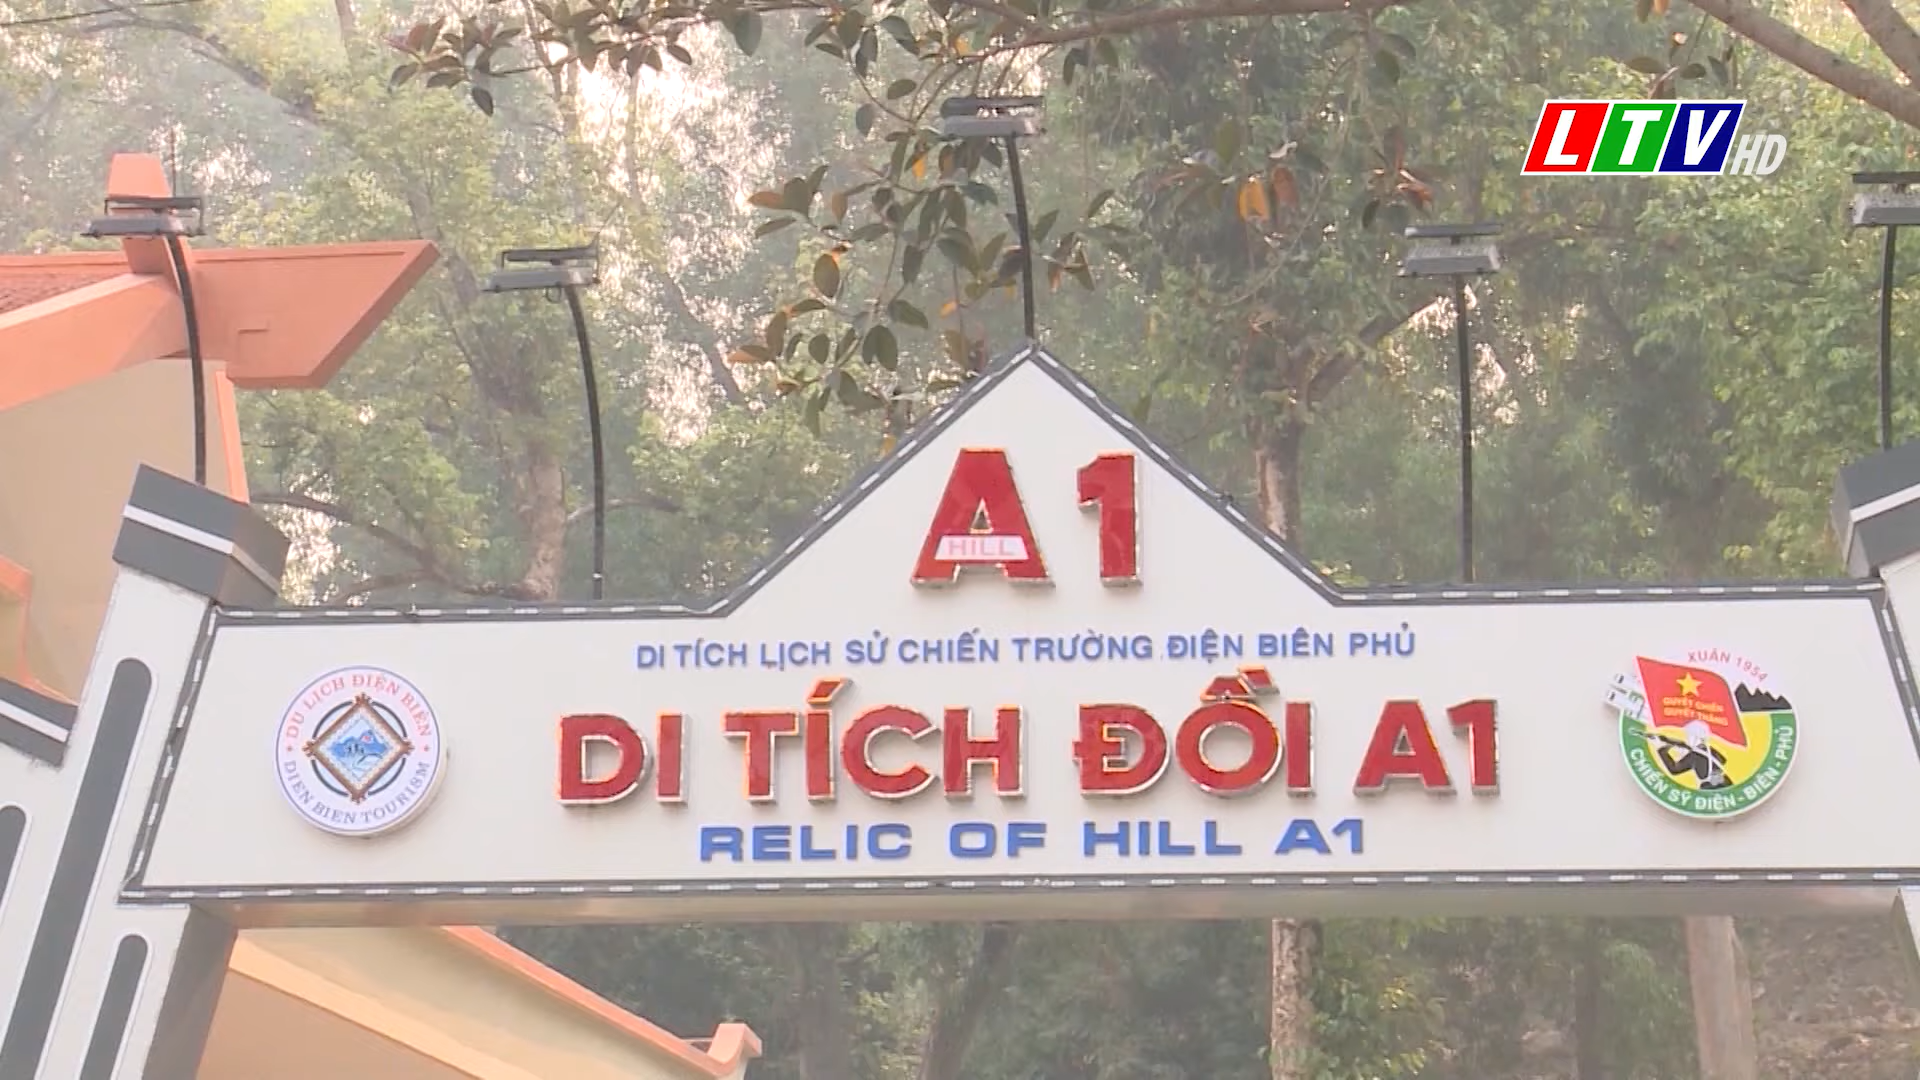 LTV HD
A1
HILL
DI TÍCH LỊCH SỬ CHIẾN TRƯỜNG ĐIỆN BIÊN PHỦ
DI TÍCH ĐỒI A1
RELIC OF HILL A1
DU LỊCH ĐIỆN BIÊN
DIEN BIEN TOURISM
XUÂN 1954
QUYẾT CHIẾN
QUYẾT THẮNG
CHIẾN SỸ ĐIỆN-BIÊN-PHỦ